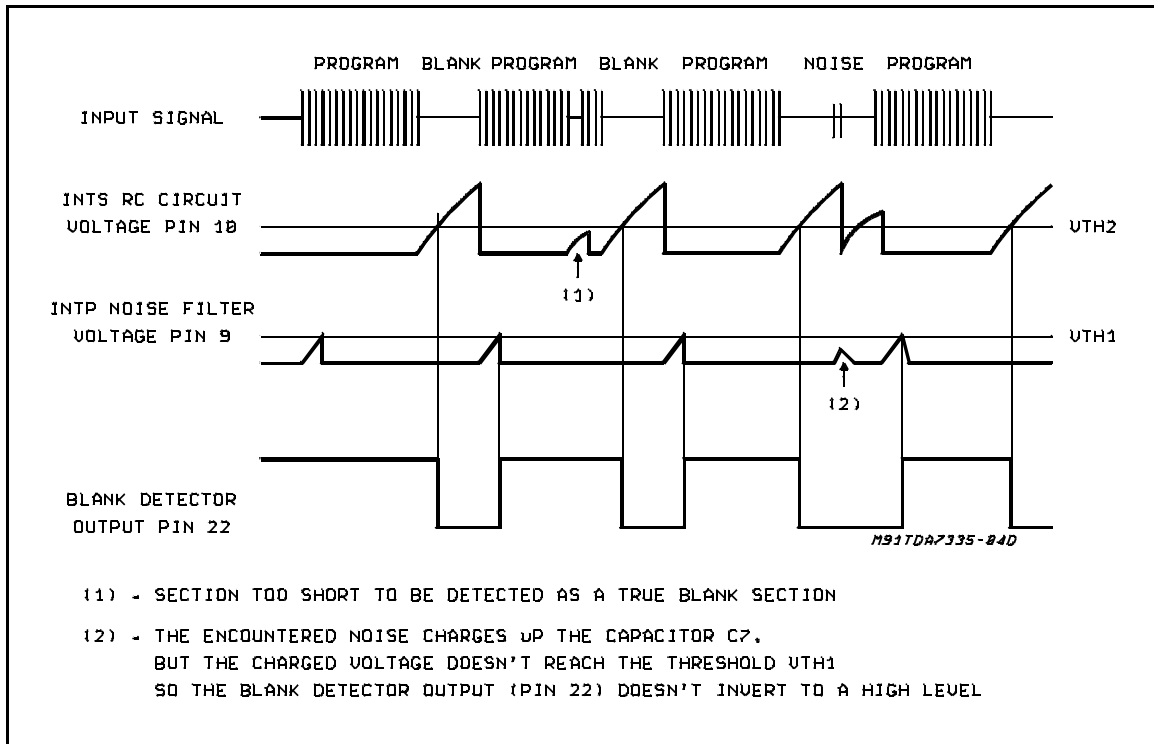 PROGRAM BLANK PROGRAM BLANK PROGRAM NOISE PROGRAM
INPUT SIGNAL
INTS RC CIRCUIT
VOLTAGE PIN 10
VTH2
(1)
INTP NOISE FILTER
VOLTAGE PIN 9
VTH1
(2)
BLANK DETECTOR
OUTPUT PIN 22
M91TDA7335-04D
(1) - SECTION TOO SHORT TO BE DETECTED AS A TRUE BLANK SECTION
(2) - THE ENCOUNTERED NOISE CHARGES UP THE CAPACITOR C7.
BUT THE CHARGED VOLTAGE DOESN'T REACH THE THRESHOLD VTH1
SO THE BLANK DETECTOR OUTPUT (PIN 22) DOESN'T INVERT TO A HIGH LEVEL